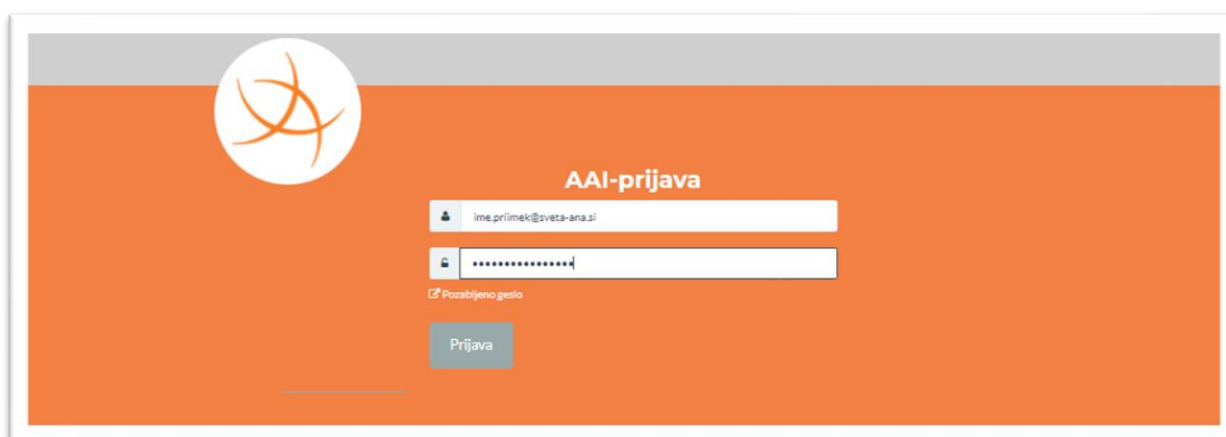 AAI-prijava
ime.priimek@sveta-ana.si
••••••••••••••••
Pozabljeno geslo
Prijava